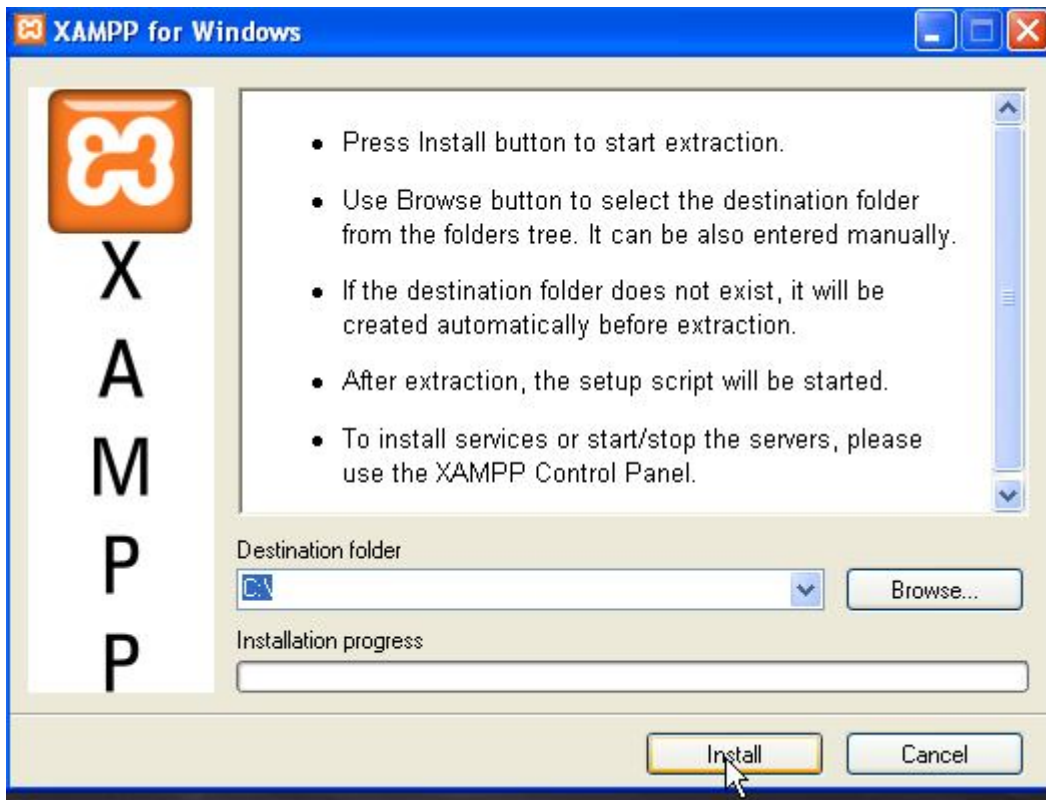 XAMPP for Windows
X
A
M
P
P
• Press Install button to start extraction.
• Use Browse button to select the destination folder
from the folders tree. It can be also entered manually.
• If the destination folder does not exist, it will be
created automatically before extraction.
• After extraction, the setup script will be started.
• To install services or start/stop the servers, please
use the XAMPP Control Panel.
Destination folder
C:\
Browse...
Installation progress
Install
Cancel